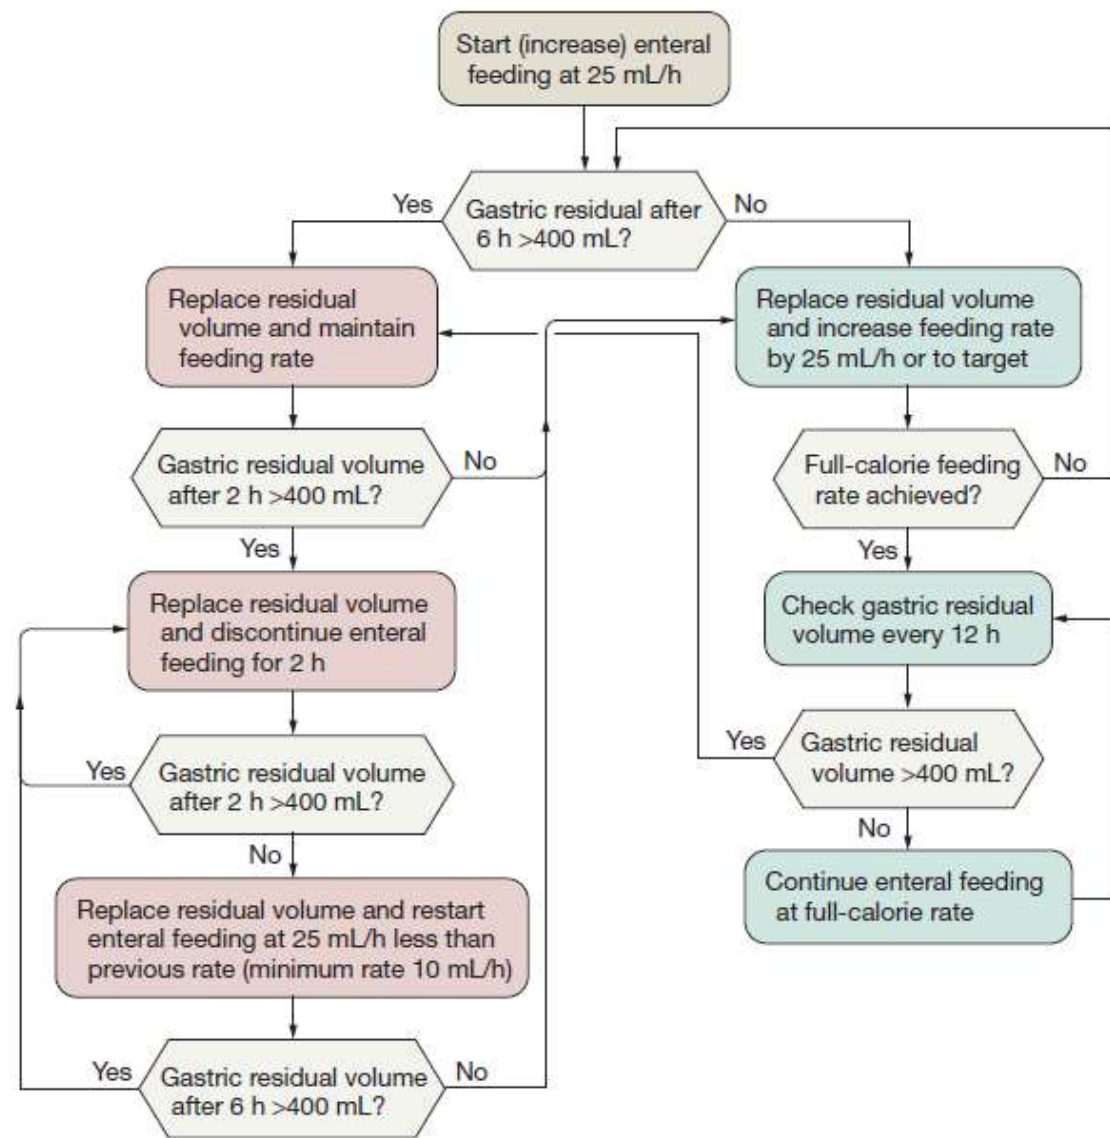 Start (increase) enteral
feeding at 25 mL/h
Yes
Gastric residual after
6 h >400 mL?
No
Replace residual
volume and maintain
feeding rate
Replace residual volume
and increase feeding rate
by 25 mL/h or to target
Gastric residual volume
after 2 h >400 mL?
No
Full-calorie feeding
rate achieved?
No
Yes
Yes
Replace residual volume
and discontinue enteral
feeding for 2 h
Check gastric residual
volume every 12 h
Yes
Gastric residual volume
after 2 h >400 mL?
Yes
Gastric residual
volume >400 mL?
No
No
Replace residual volume and restart
enteral feeding at 25 mL/h less than
previous rate (minimum rate 10 mL/h)
Continue enteral feeding
at full-calorie rate
Yes
Gastric residual volume
after 6 h >400 mL?
No